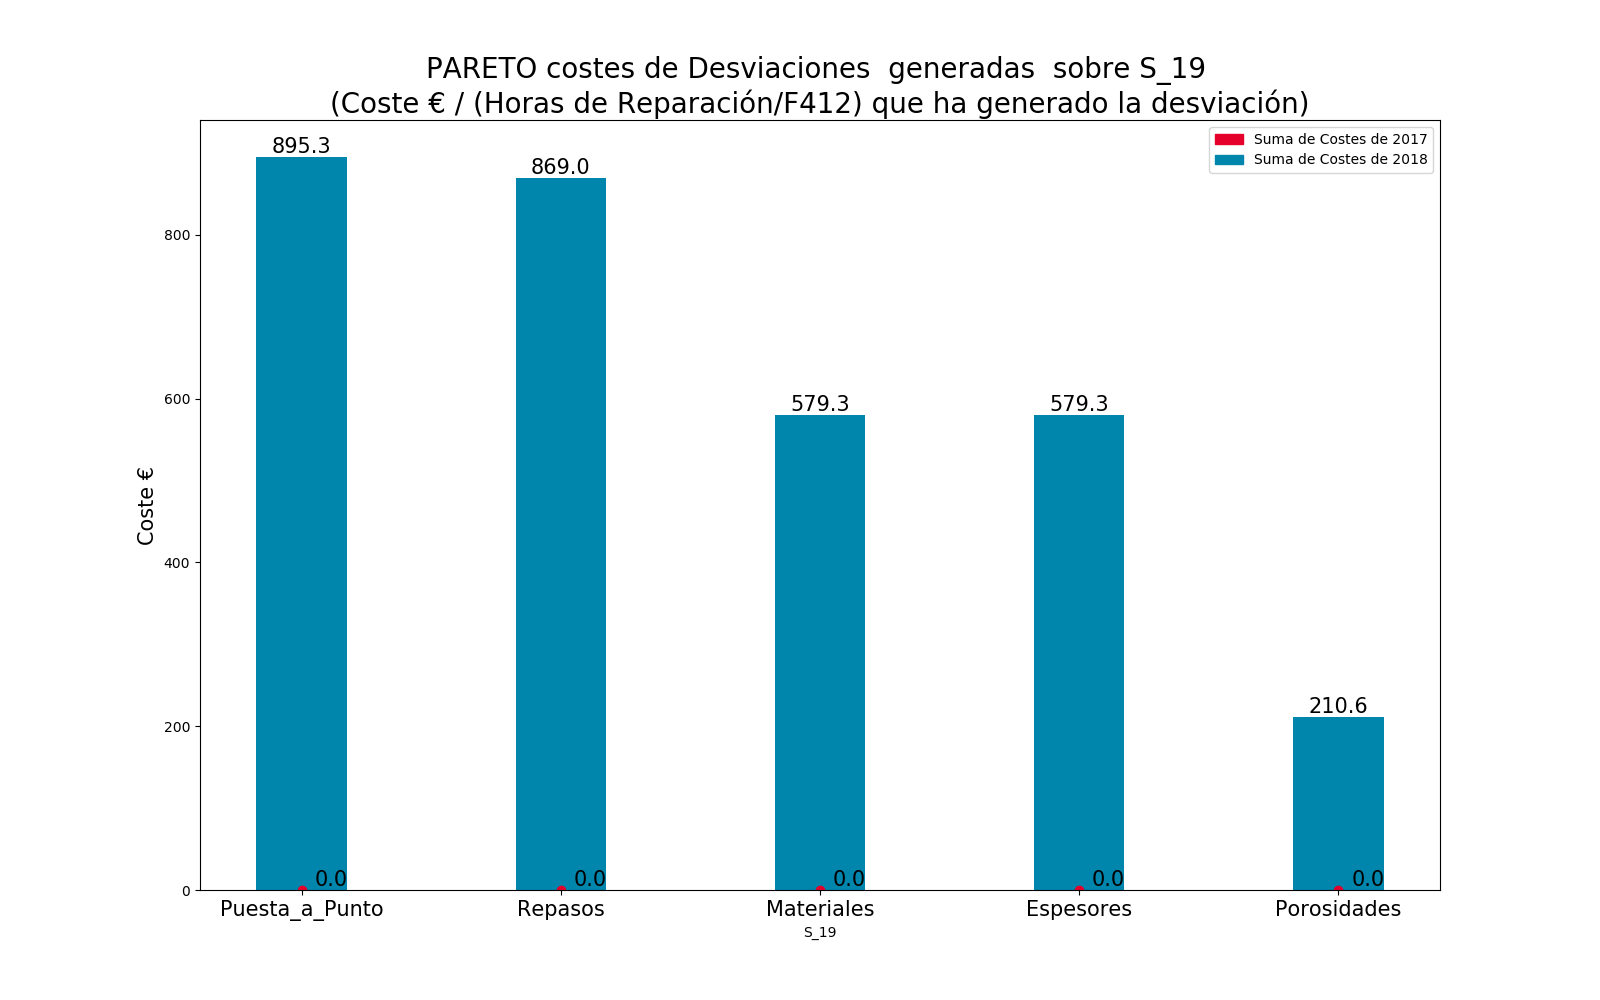 PARETO costes de Desviaciones  generadas  sobre S_19
(Coste € / (Horas de Reparación/F412) que ha generado la desviación)
Suma de Costes de 2017
Suma de Costes de 2018
895.3
869.0
579.3
579.3
210.6
800
600
400
200
0
Coste €
0.0
0.0
0.0
0.0
0.0
Puesta_a_Punto
Repasos
Materiales
Espesores
Porosidades
S_19